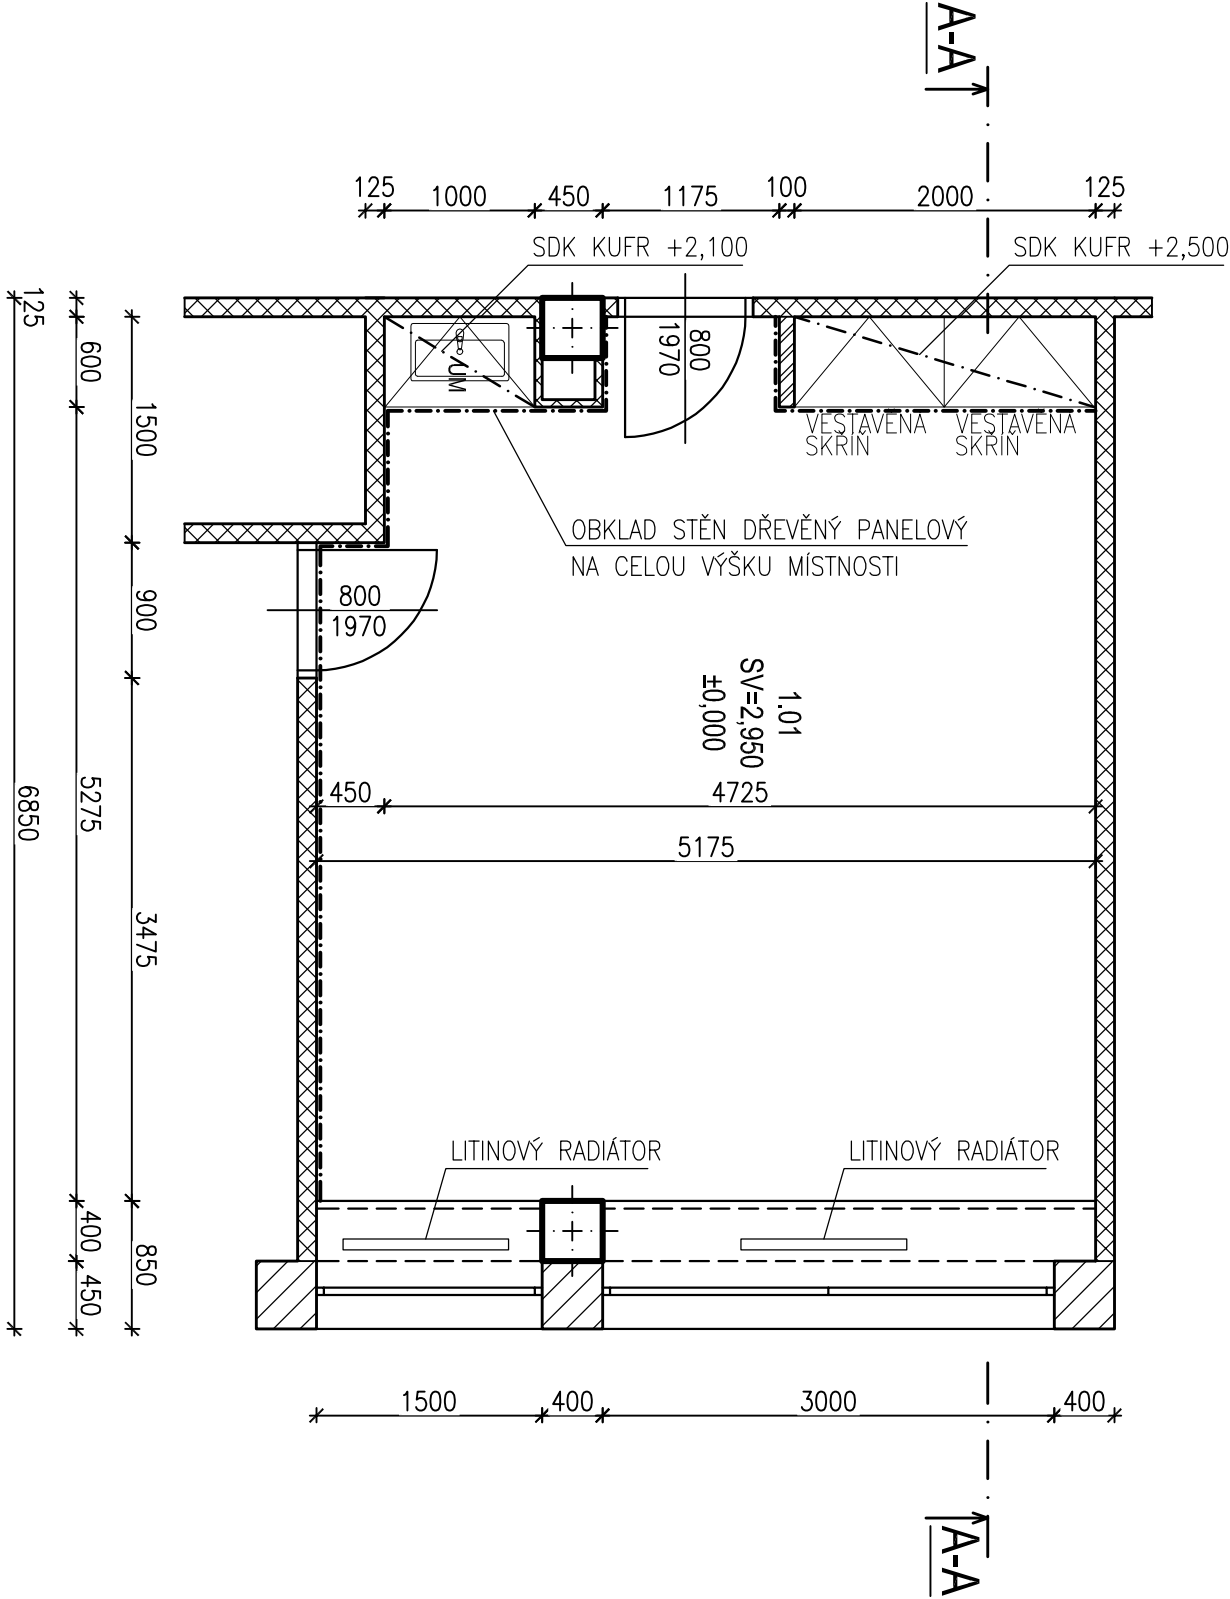 A-A
125
1000
450
1175
100
2000
125
SDK KUFR +2,100
SDK KUFR +2,500
125
600
1500
900
5275
3475
6850
400
450
850
UM
800
1970
VESTAVĚNÁ
SKŘÍŇ
VESTAVĚNÁ
SKŘÍŇ
OBKLAD STĚN DŘEVĚNÝ PANELOVÝ
NA CELOU VÝŠKU MÍSTNOSTI
800
1970
1.01
SV=2,950
±0,000
450
4725
5175
LITINOVÝ RADIÁTOR
LITINOVÝ RADIÁTOR
1500
400
3000
400
A-A